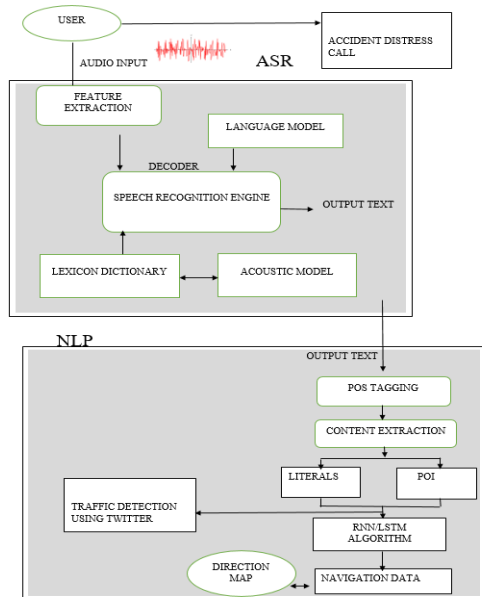 USER
ACCIDENT DISTRESS
CALL
AUDIO INPUT
ASR
FEATURE
EXTRACTION
LANGUAGE MODEL
DECODER
SPEECH RECOGNITION ENGINE
OUTPUT TEXT
LEXICON DICTIONARY
ACOUSTIC MODEL
NLP
OUTPUT TEXT
POS TAGGING
CONTENT EXTRACTION
LITERALS
POI
TRAFFIC DETECTION
USING TWITTER
RNN/LSTM
ALGORITHM
DIRECTION
MAP
NAVIGATION DATA